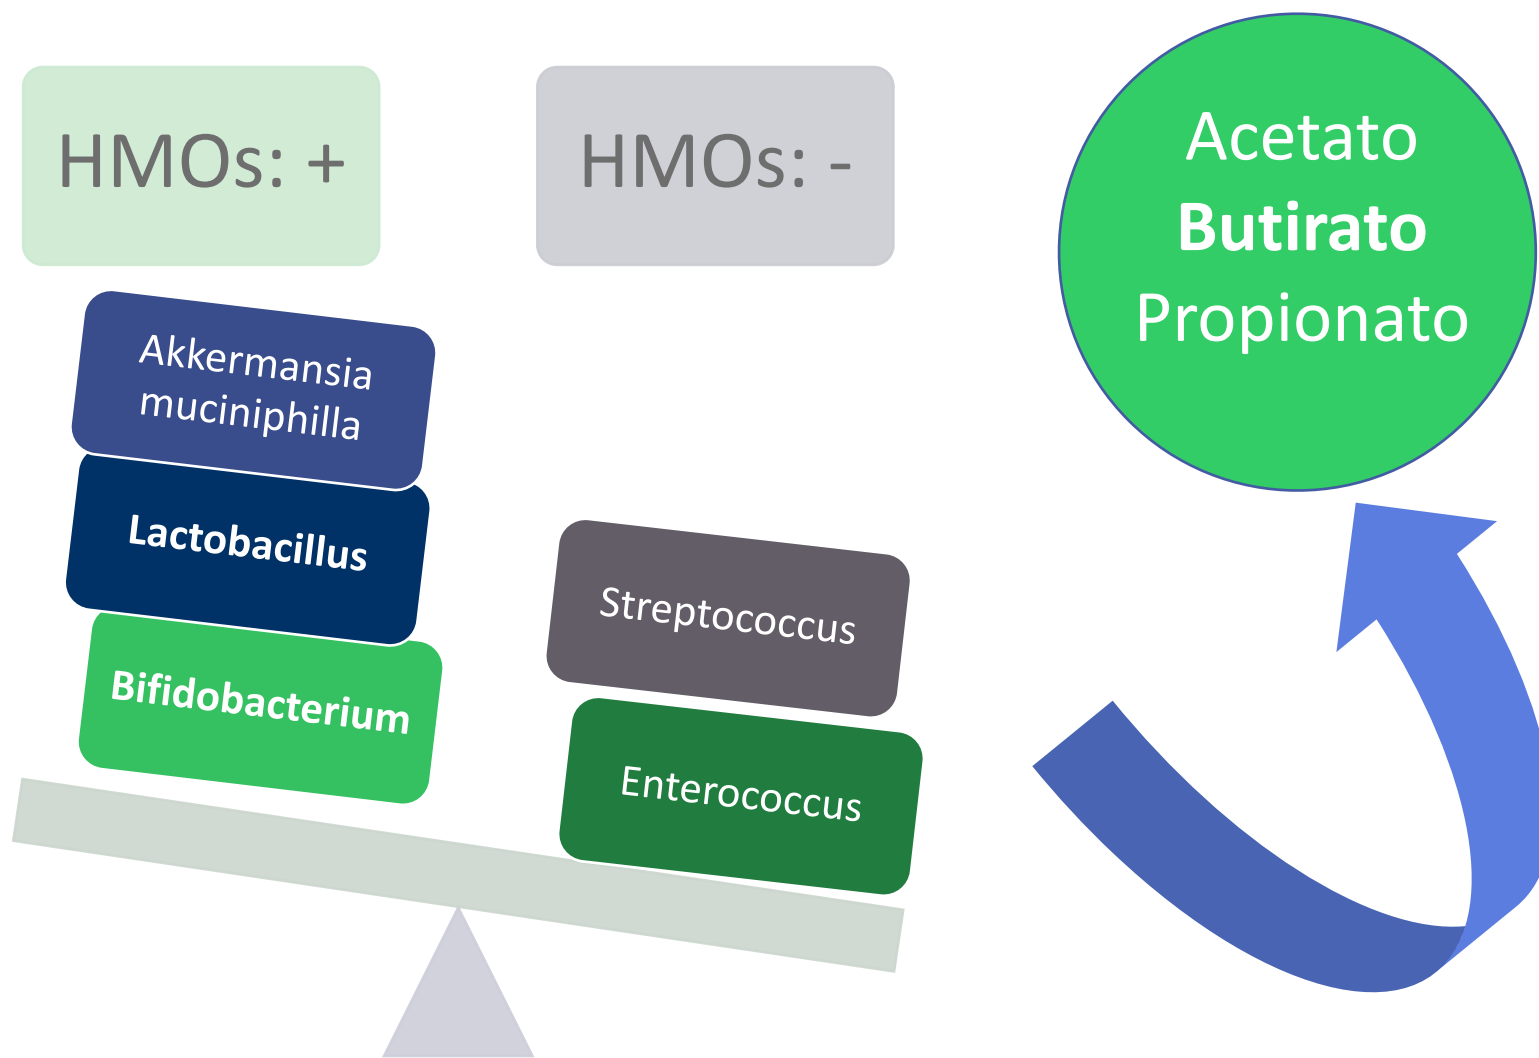 HMOs: +
HMOs: -
Acetato
Butirato
Propionato
Akkermansia
muciniphilla
Lactobacillus
Bifidobacterium
Streptococcus
Enterococcus